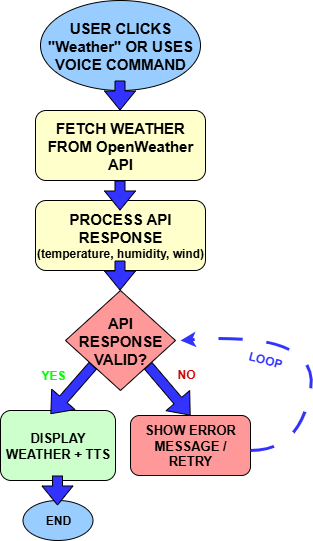 USER CLICKS
"Weather" OR USES
VOICE COMMAND
FETCH WEATHER
FROM OpenWeather
API
PROCESS API
RESPONSE
(temperature, humidity, wind)
API
RESPONSE
VALID?
LOOP
YES
NO
DISPLAY
WEATHER + TTS
SHOW ERROR
MESSAGE /
RETRY
END